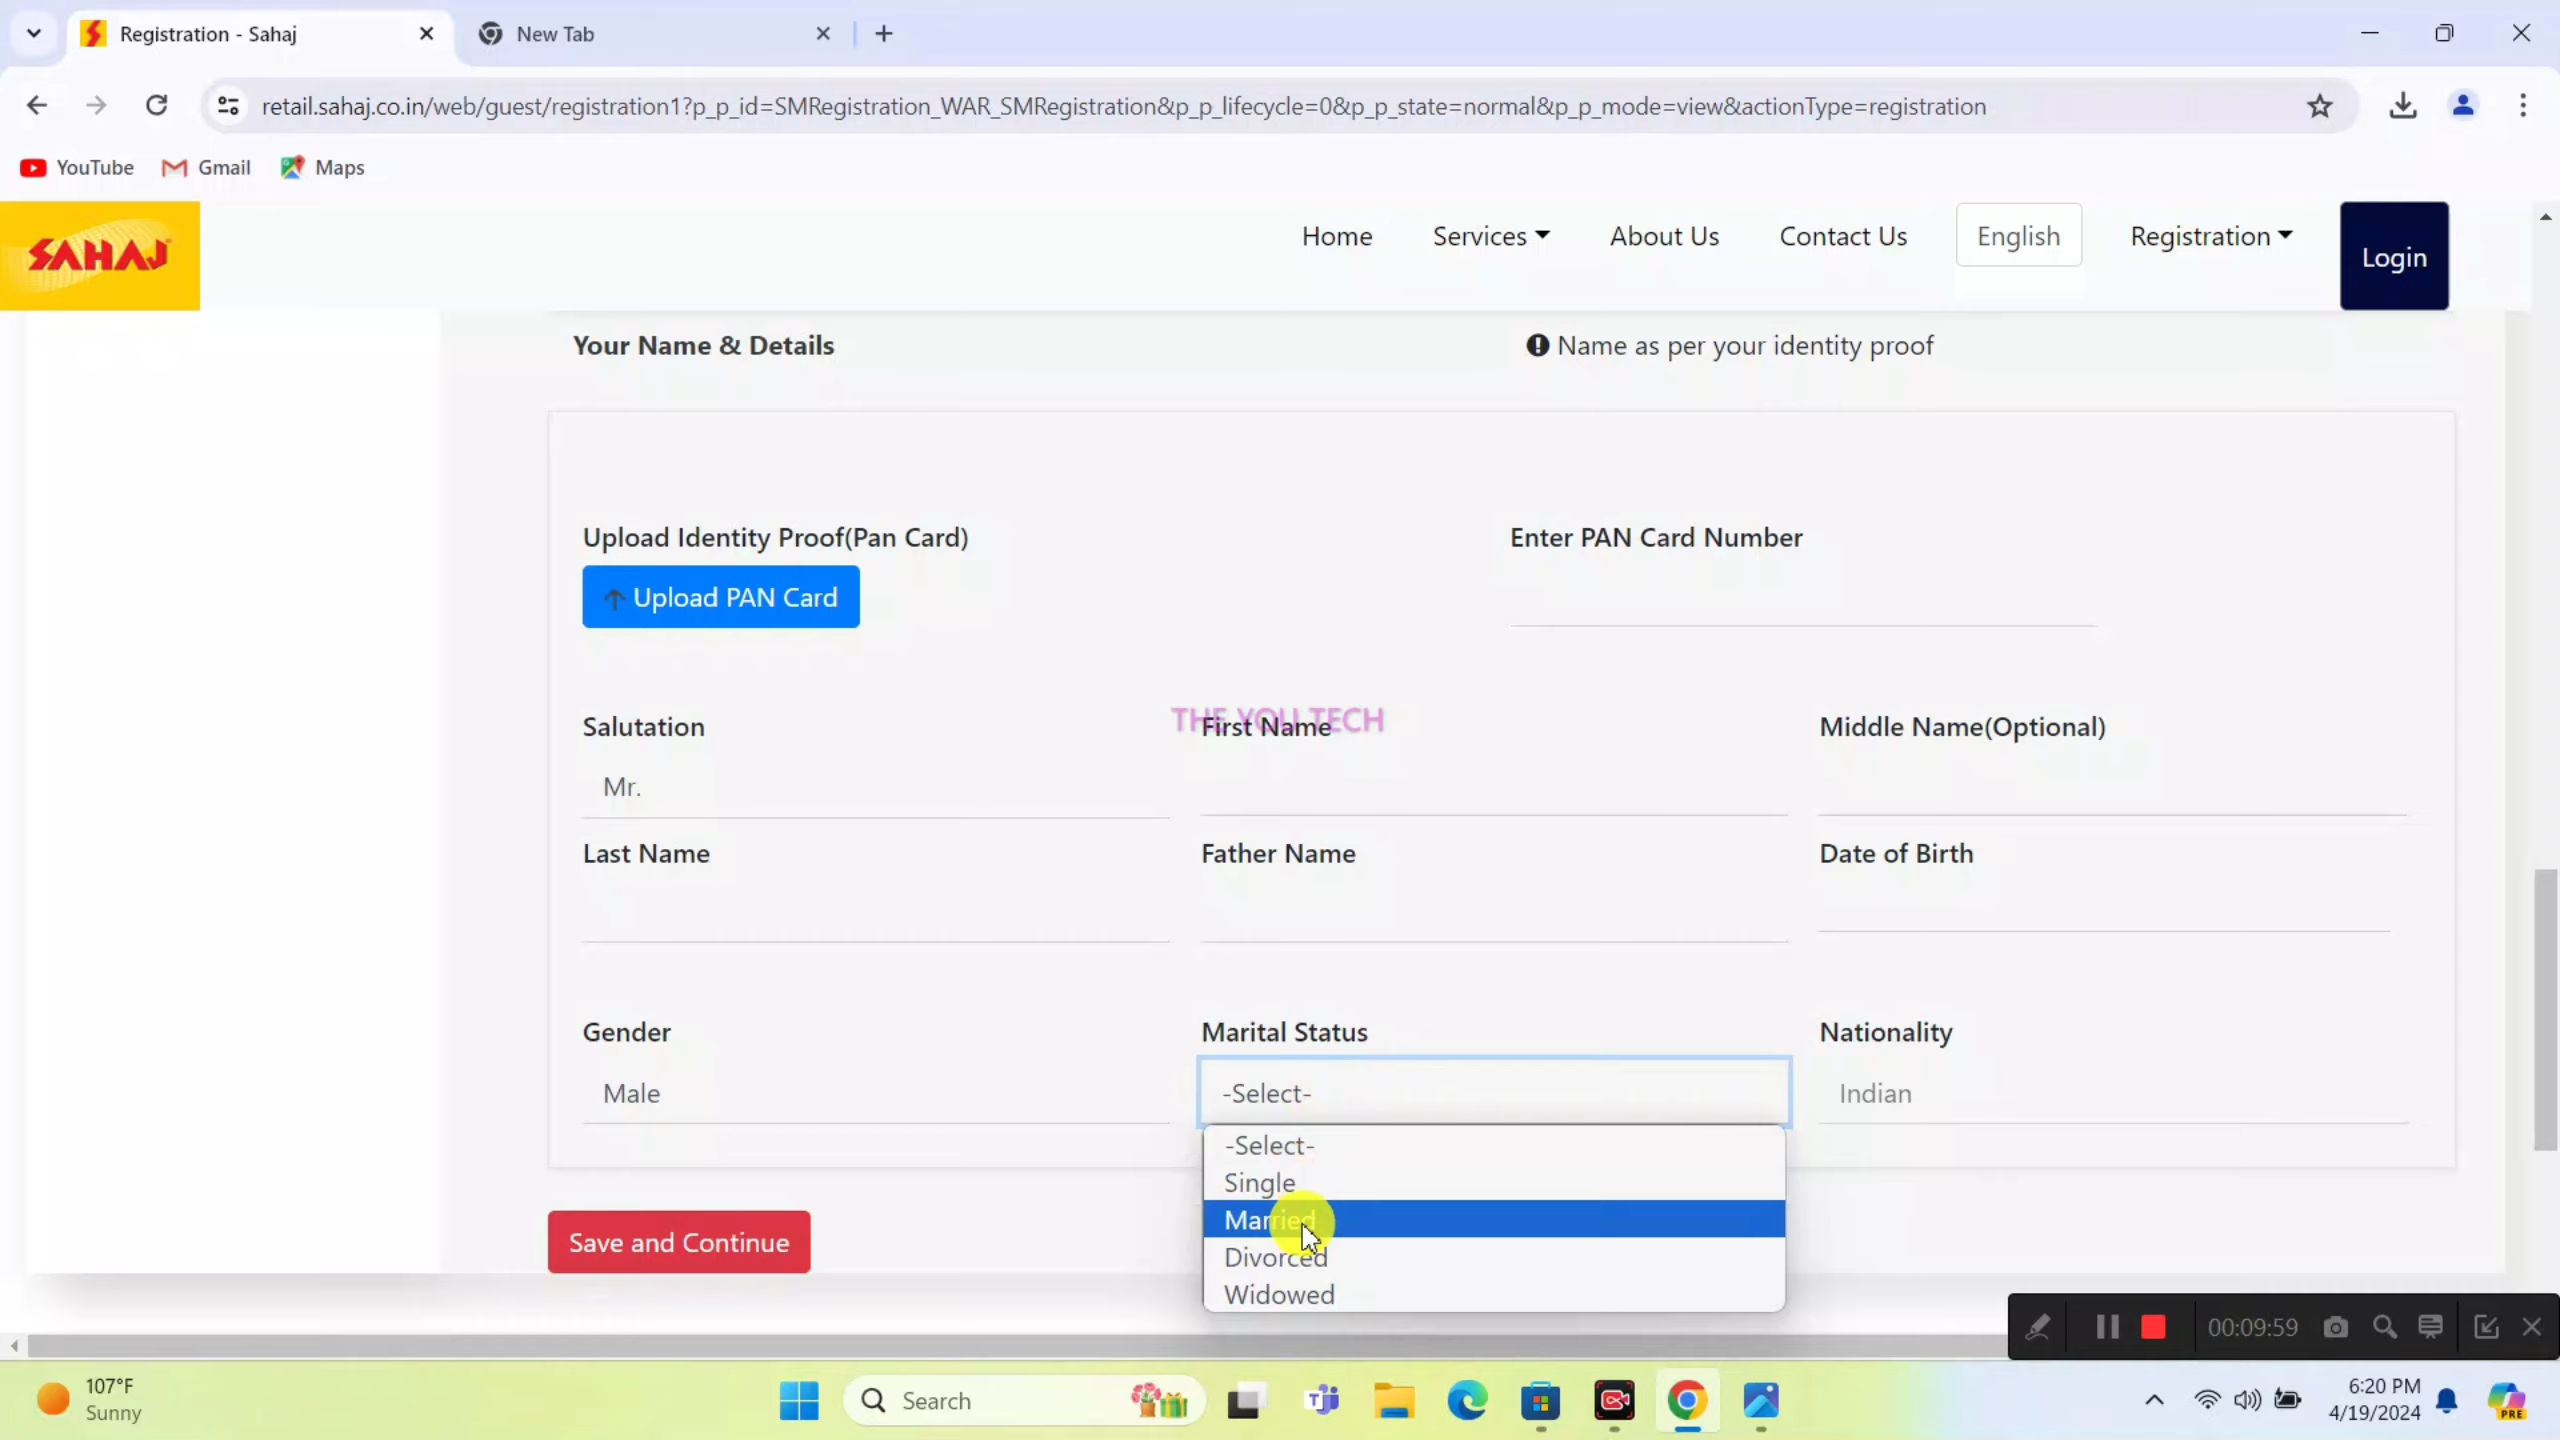 Registration - Sahaj
New Tab
retail.sahaj.co.in/web/guest/registration1?p_p_id=SMRegistration_WAR_SMRegistration&p_p_lifecycle=0&p_p_state=normal&p_p_mode=view&actionType=registration
YouTube
Gmail
Maps
SAHAJ
Home
Services
About Us
Contact Us
English
Registration
Login
Your Name & Details
Name as per your identity proof
Upload Identity Proof(Pan Card)
Enter PAN Card Number
Upload PAN Card
THE YOU TECH
Salutation
First Name
Middle Name(Optional)
Mr.
Last Name
Father Name
Date of Birth
Gender
Marital Status
Nationality
Male
-Select-
Indian
-Select-
Single
Married
Divorced
Widowed
Save and Continue
00:09:59
107°F
Sunny
Search
6:20 PM
4/19/2024
PRE